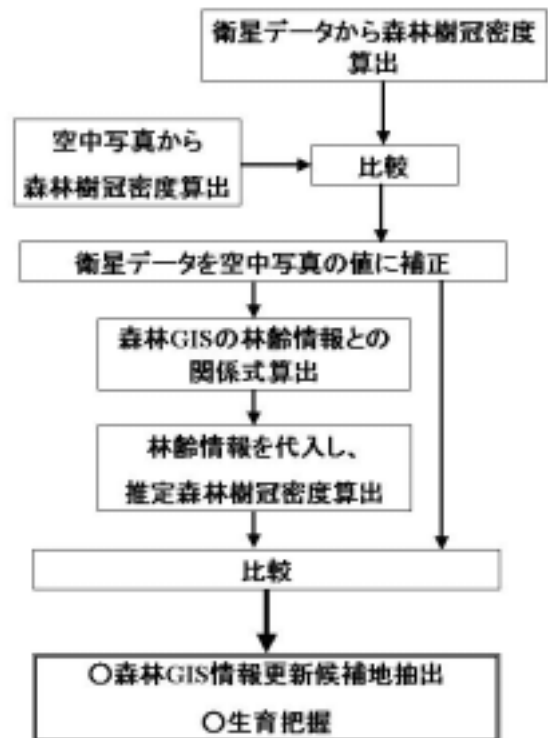 衛星データから森林樹冠密度
算出
空中写真から
森林樹冠密度算出
比較
衛星データを空中写真の値に補正
森林GISの林齢情報との
関係式算出
林齢情報を代入し、
推定森林樹冠密度算出
比較
〇森林GIS情報更新候補地抽出
〇生育把握